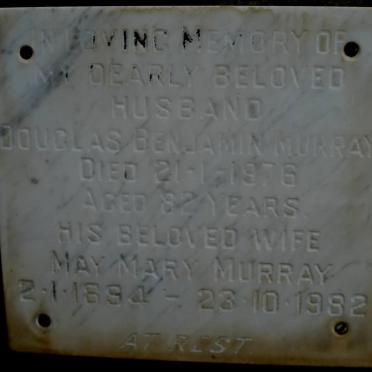 IN LOVING MEMORY OF
MY DEARLY BELOVED
HUSBAND
DOUGLAS BENJAMIN MURRAY
DIED 21-1-1976
AGED 87 YEARS.
HIS BELOVED WIFE
MAY MARY MURRAY
2·1·1894 - 23·10·1982
AT REST